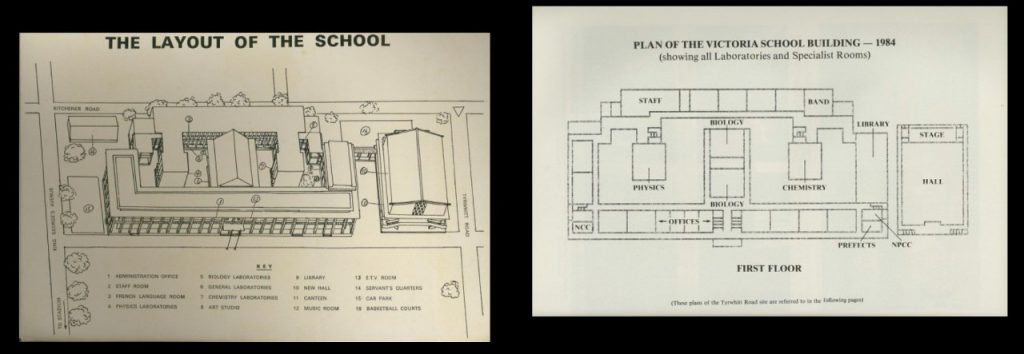 THE LAYOUT OF THE SCHOOL
KITCHENER ROAD
KING GEORGE'S AVENUE
TYRWHITT ROAD
TO STADIUM
KEY
1 ADMINISTRATION OFFICE
2 STAFF ROOM
3 FRENCH LANGUAGE ROOM
4 PHYSICS LABORATORIES
5 BIOLOGY LABORATORIES
6 GENERAL LABORATORIES
7 CHEMISTRY LABORATORIES
8 ART STUDIO
9 LIBRARY
10 NEW HALL
11 CANTEEN
12 MUSIC ROOM
13 E.T.V. ROOM
14 SERVANT'S QUARTERS
15 CAR PARK
16 BASKETBALL COURTS
PLAN OF THE VICTORIA SCHOOL BUILDING — 1984
(showing all Laboratories and Specialist Rooms)
STAFF
BAND
BIOLOGY
LIBRARY
STAGE
PHYSICS
CHEMISTRY
HALL
BIOLOGY
NCC
OFFICES
PREFECTS
NPCC
FIRST FLOOR
(These plans of the Tyrwhitt Road site are referred to in the following pages)